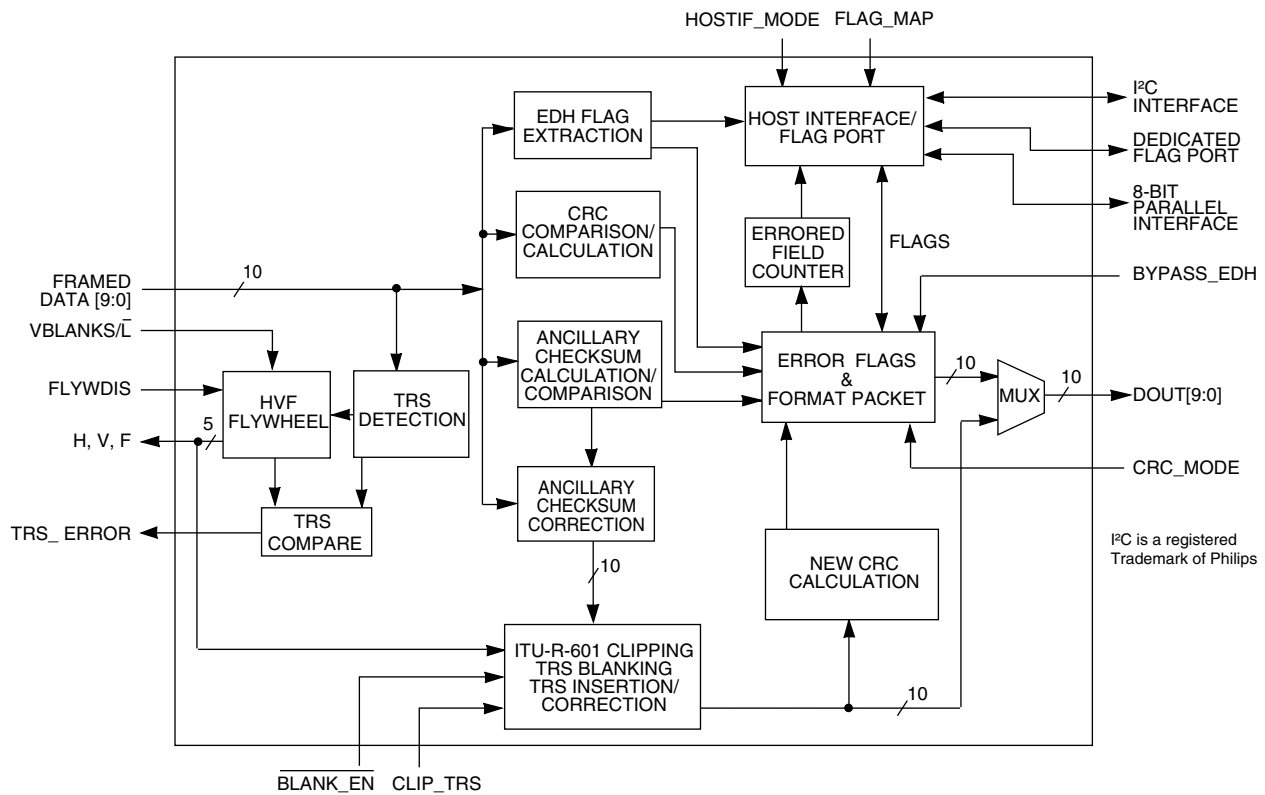 HOSTIF_MODE
FLAG_MAP
EDH FLAG
EXTRACTION
HOST INTERFACE/
FLAG PORT
I²C
INTERFACE
DEDICATED
FLAG PORT
8-BIT
PARALLEL
INTERFACE
CRC
COMPARISON/
CALCULATION
ERRORED
FIELD
COUNTER
FLAGS
FRAMED
DATA [9:0]
10
BYPASS_EDH
VBLANKS/L̅
FLYWDIS
HVF
FLYWHEEL
TRS
DETECTION
ANCILLARY
CHECKSUM
CALCULATION/
COMPARISON
ERROR FLAGS
&
FORMAT PACKET
10
MUX
10
DOUT[9:0]
H, V, F
5
CRC_MODE
ANCILLARY
CHECKSUM
CORRECTION
TRS_ ERROR
TRS
COMPARE
I²C is a registered
Trademark of Philips
10
NEW CRC
CALCULATION
ITU-R-601 CLIPPING
TRS BLANKING
TRS INSERTION/
CORRECTION
10
B̅L̅A̅N̅K̅_̅E̅N̅
CLIP_TRS